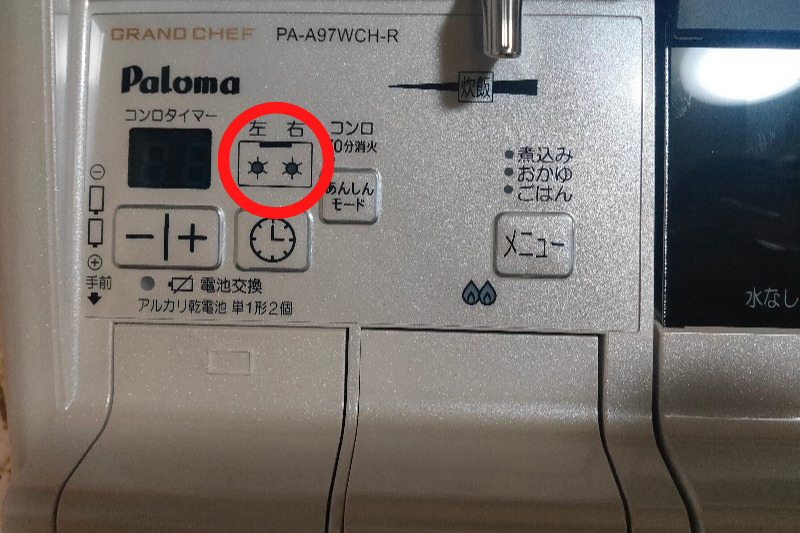 GRAND CHEF PA-A97WCH-R
Paloma
炊飯
コンロタイマー
左 右
コンロ
0分消火
あんしん
モード
煮込み
おかゆ
ごはん
メニュー
手前
電池交換
アルカリ乾電池 単1形2個
水なし